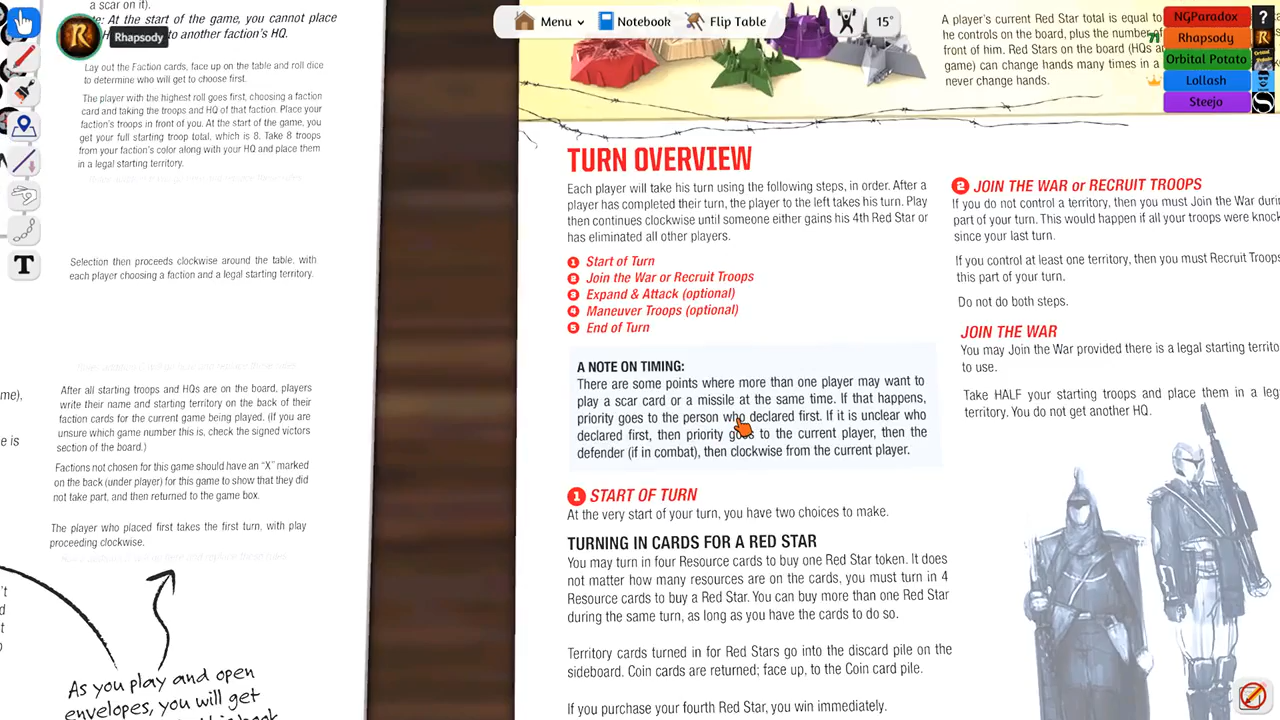 a scar on it).
: At the start of the game, you cannot place
to another faction's HQ.
Rhapsody
Lay out the Faction cards, face up on the table and roll dice
to determine who will get to choose first.
The player with the highest roll goes first, choosing a faction
card and taking the troops and HQ of that faction. Place your
faction's troops in front of you. At the start of the game, you
get your full starting troop total, which is 8. Take 8 troops
from your faction's color along with your HQ and place them
in a legal starting territory.
Selection then proceeds clockwise around the table, with
each player choosing a faction and a legal starting territory.
After all starting troops and HQs are on the board, players
write their name and starting territory on the back of their
faction cards for the current game being played. (If you are
unsure which game number this is, check the signed victors
section of the board.)
Factions not chosen for this game should have an "X" marked
on the back (under player) for this game to show that they did
not take part, and then returned to the game box.
The player who placed first takes the first turn, with play
proceeding clockwise.
As you play and open
envelopes, you will get
Menu
Notebook
Flip Table
15°
A player's current Red Star total is equal to
he controls on the board, plus the number of
front of him. Red Stars on the board (HQs a
game) can change hands many times in a
never change hands.
NGParadox
Rhapsody
Orbital Potato
Lollash
Steejo
?
TURN OVERVIEW
Each player will take his turn using the following steps, in order. After a
player has completed their turn, the player to the left takes his turn. Play
then continues clockwise until someone either gains his 4th Red Star or
has eliminated all other players.
1 Start of Turn
2 Join the War or Recruit Troops
3 Expand & Attack (optional)
4 Maneuver Troops (optional)
5 End of Turn
A NOTE ON TIMING:
There are some points where more than one player may want to
play a scar card or a missile at the same time. If that happens,
priority goes to the person who declared first. If it is unclear who
declared first, then priority goes to the current player, then the
defender (if in combat), then clockwise from the current player.
1 START OF TURN
At the very start of your turn, you have two choices to make.
TURNING IN CARDS FOR A RED STAR
You may turn in four Resource cards to buy one Red Star token. It does
not matter how many resources are on the cards, you must turn in 4
Resource cards to buy a Red Star. You can buy more than one Red Star
during the same turn, as long as you have the cards to do so.
Territory cards turned in for Red Stars go into the discard pile on the
sideboard. Coin cards are returned; face up, to the Coin card pile.
If you purchase your fourth Red Star, you win immediately.
2 JOIN THE WAR or RECRUIT TROOPS
If you do not control a territory, then you must Join the War duri
part of your turn. This would happen if all your troops were knock
since your last turn.
If you control at least one territory, then you must Recruit Troops
this part of your turn.
Do not do both steps.
JOIN THE WAR
You may Join the War provided there is a legal starting territo
to use.
Take HALF your starting troops and place them in a leg
territory. You do not get another HQ.